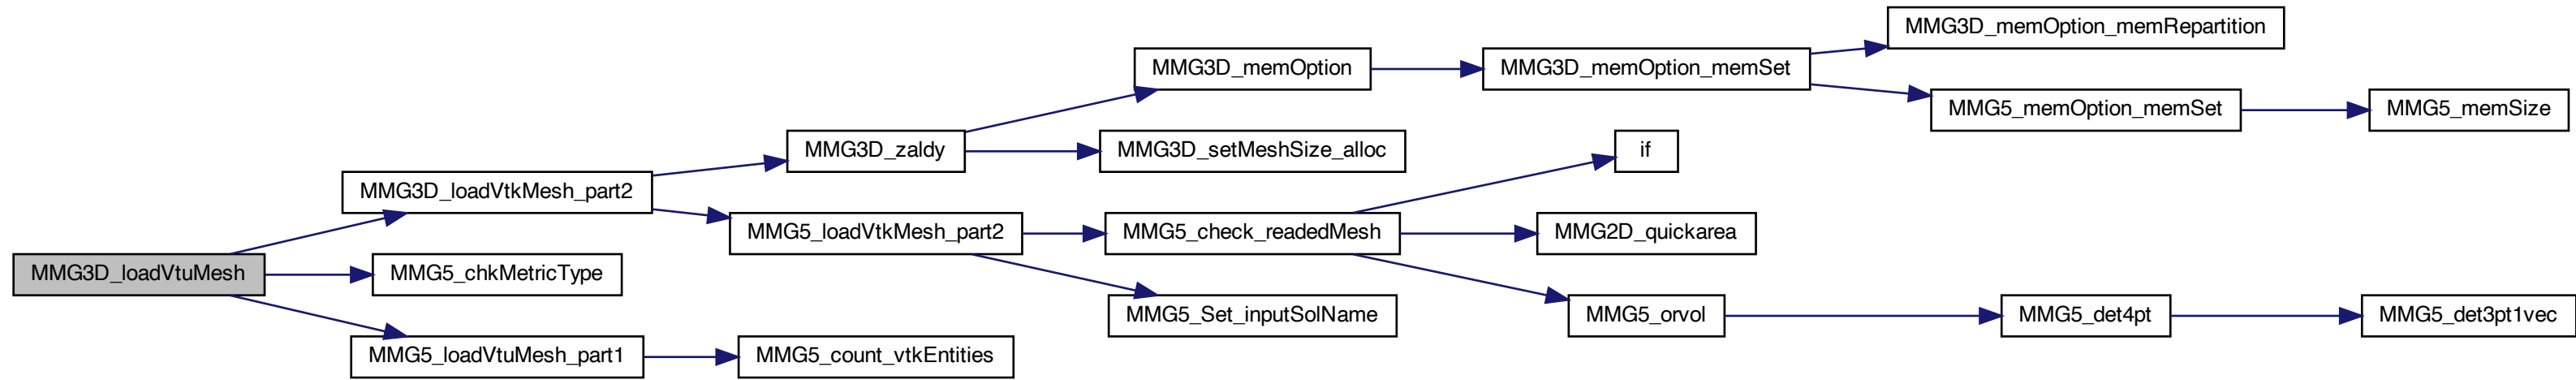 MMG3D_memOption_memRepartition
MMG3D_memOption
MMG3D_memOption_memSet
MMG5_memOption_memSet
MMG5_memSize
MMG3D_zaldy
MMG3D_setMeshSize_alloc
if
MMG3D_loadVtkMesh_part2
MMG5_loadVtkMesh_part2
MMG5_check_readedMesh
MMG2D_quickarea
MMG3D_loadVtuMesh
MMG5_chkMetricType
MMG5_Set_inputSolName
MMG5_orvol
MMG5_det4pt
MMG5_det3pt1vec
MMG5_loadVtuMesh_part1
MMG5_count_vtkEntities